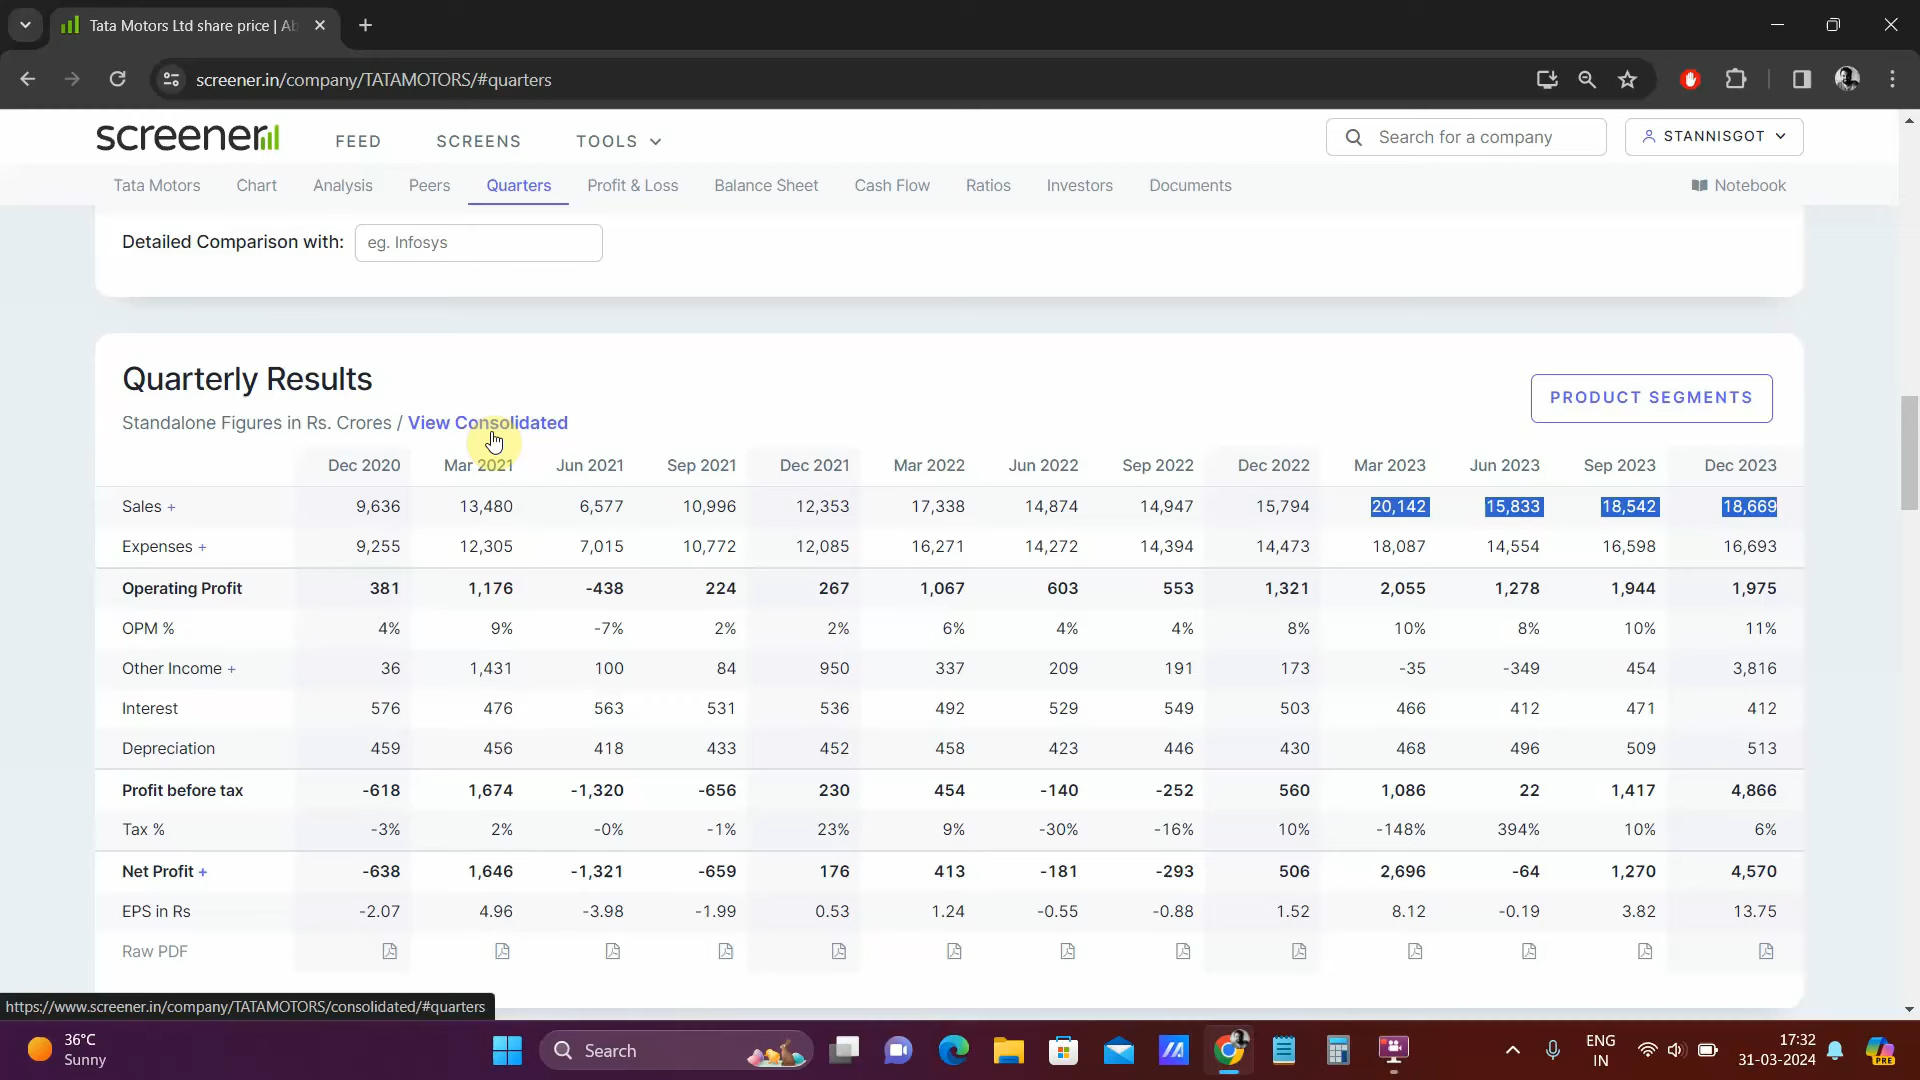 Tata Motors Ltd share price | Ab
screener.in/company/TATAMOTORS/#quarters
screener FEED SCREENS TOOLS Search for a company STANNISGOT
Tata Motors Chart Analysis Peers Quarters Profit & Loss Balance Sheet Cash Flow Ratios Investors Documents Notebook
Detailed Comparison with: eg. Infosys
Quarterly Results
PRODUCT SEGMENTS
Standalone Figures in Rs. Crores / View Consolidated
Dec 2020 Mar 2021 Jun 2021 Sep 2021 Dec 2021 Mar 2022 Jun 2022 Sep 2022 Dec 2022 Mar 2023 Jun 2023 Sep 2023 Dec 2023
Sales + 9,636 13,480 6,577 10,996 12,353 17,338 14,874 14,947 15,794 20,142 15,833 18,542 18,669
Expenses + 9,255 12,305 7,015 10,772 12,085 16,271 14,272 14,394 14,473 18,087 14,554 16,598 16,693
Operating Profit 381 1,176 -438 224 267 1,067 603 553 1,321 2,055 1,278 1,944 1,975
OPM % 4% 9% -7% 2% 2% 6% 4% 4% 8% 10% 8% 10% 11%
Other Income + 36 1,431 100 84 950 337 209 191 173 -35 -349 454 3,816
Interest 576 476 563 531 536 492 529 549 503 466 412 471 412
Depreciation 459 456 418 433 452 458 423 446 430 468 496 509 513
Profit before tax -618 1,674 -1,320 -656 230 454 -140 -252 560 1,086 22 1,417 4,866
Tax % -3% 2% -0% -1% 23% 9% -30% -16% 10% -148% 394% 10% 6%
Net Profit + -638 1,646 -1,321 -659 176 413 -181 -293 506 2,696 -64 1,270 4,570
EPS in Rs -2.07 4.96 -3.98 -1.99 0.53 1.24 -0.55 -0.88 1.52 8.12 -0.19 3.82 13.75
Raw PDF
https://www.screener.in/company/TATAMOTORS/consolidated/#quarters
36°C
Sunny
Search
ENG
IN
17:32
31-03-2024
PRE